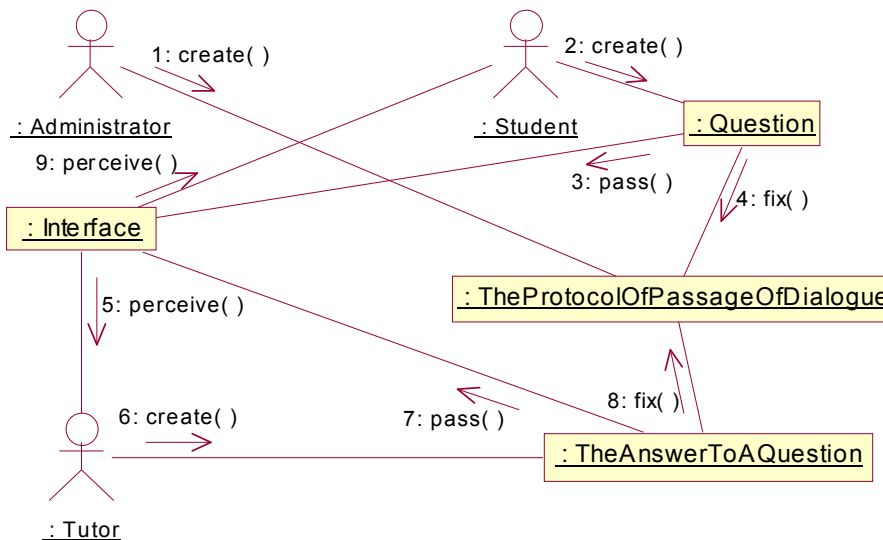 1: create( )
2: create( )
: Administrator
: Student
: Question
9: perceive( )
3: pass( )
4: fix( )
: Interface
5: perceive( )
: TheProtocolOfPassageOfDialogue
6: create( )
7: pass( )
8: fix( )
: TheAnswerToAQuestion
: Tutor